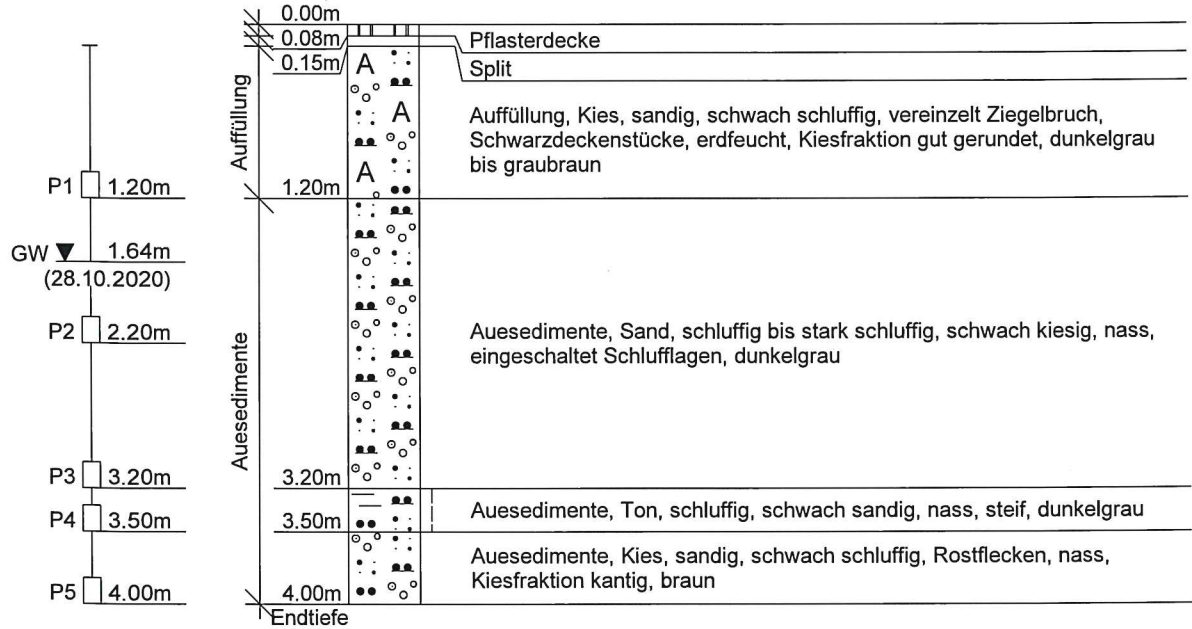 0.00m
0.08m
Pflasterdecke
0.15m
Split
A
A
A
Auffüllung
Auffüllung, Kies, sandig, schwach schluffig, vereinzelt Ziegelbruch,
Schwarzdeckenstücke, erdfeucht, Kiesfraktion gut gerundet, dunkelgrau
bis graubraun
P1 1.20m
1.20m
GW 1.64m
(28.10.2020)
P2 2.20m
Auesedimente
Auesedimente, Sand, schluffig bis stark schluffig, schwach kiesig, nass,
eingeschaltet Schlufflagen, dunkelgrau
P3 3.20m
3.20m
P4 3.50m
3.50m
Auesedimente, Ton, schluffig, schwach sandig, nass, steif, dunkelgrau
Auesedimente, Kies, sandig, schwach schluffig, Rostflecken, nass,
Kiesfraktion kantig, braun
P5 4.00m
4.00m
Endtiefe